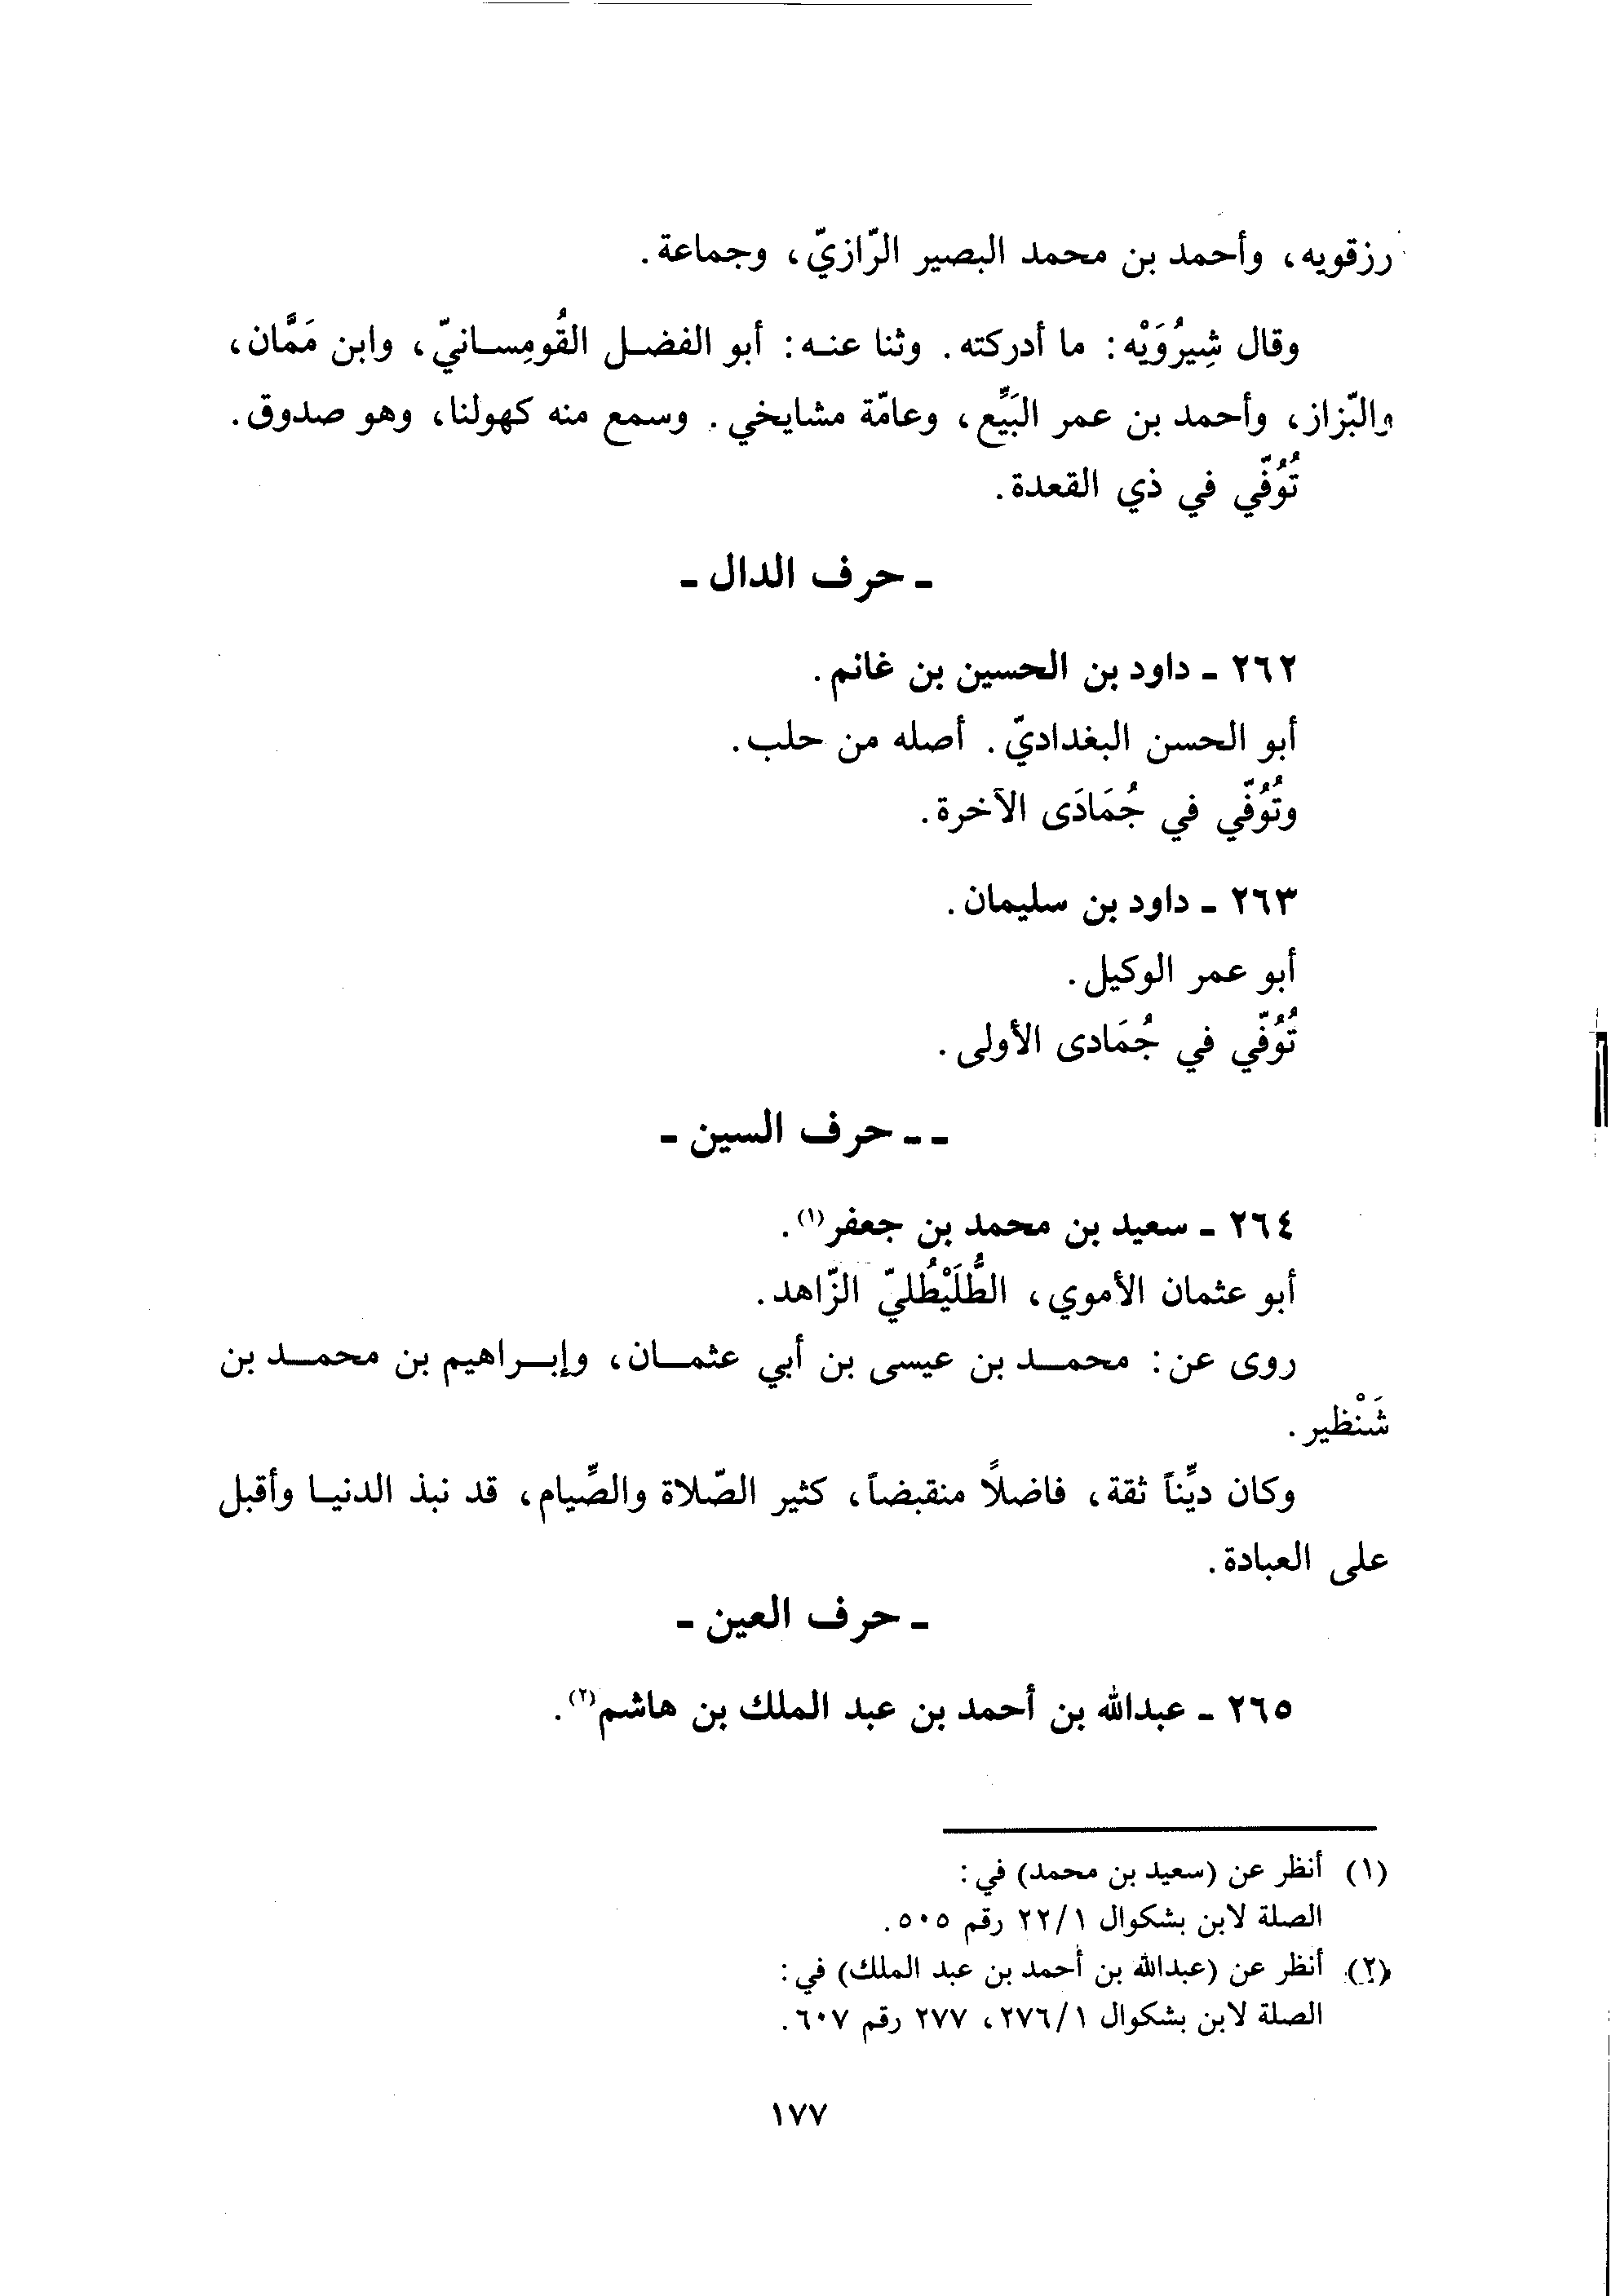 رزقويه، وأحمد بن محمد البصير الرّازيّ، وجماعة.
وقال شِيرُوَيْه: ما أدركته. وثنا عنه: أبو الفضل القُومِسانيّ، وابن مَمَّان،
والبّزاز، وأحمد بن عمر البَيِّع، وعامّة مشايخي. وسمع منه كهولنا، وهو صدوق.
تُوُفّي في ذي القعدة.
- حرف الدال -
٢٦٢ - داود بن الحسين بن غانم.
أبو الحسن البغداديّ. أصله من حلب.
وتُوُفّي في جُمَادَى الآخرة.
٢٦٣ - داود بن سليمان.
أبو عمر الوكيل.
تُوُفّي في جُمَادى الأولى.
- - حرف السين -
٢٦٤ - سعيد بن محمد بن جعفر(١).
أبو عثمان الأموي، الطُّلَيْطُليّ الزّاهد.
روى عن: محمد بن عيسى بن أبي عثمان، وإبراهيم بن محمد بن
شَنْظير.
وكان ديِّناً ثقة، فاضلًا منقبضاً، كثير الصّلاة والصِّيام، قد نبذ الدنيا وأقبل
على العبادة.
- حرف العين -
٢٦٥ - عبدالله بن أحمد بن عبد الملك بن هاشم(٢).
(١) أنظر عن (سعيد بن محمد) في:
الصلة لابن بشكوال ٢٢/١ رقم ٥٠٥.
(٢) أنظر عن (عبدالله بن أحمد بن عبد الملك) في:
الصلة لابن بشكوال ٢٧٦/١، ٢٧٧ رقم ٦٠٧.
١٧٧